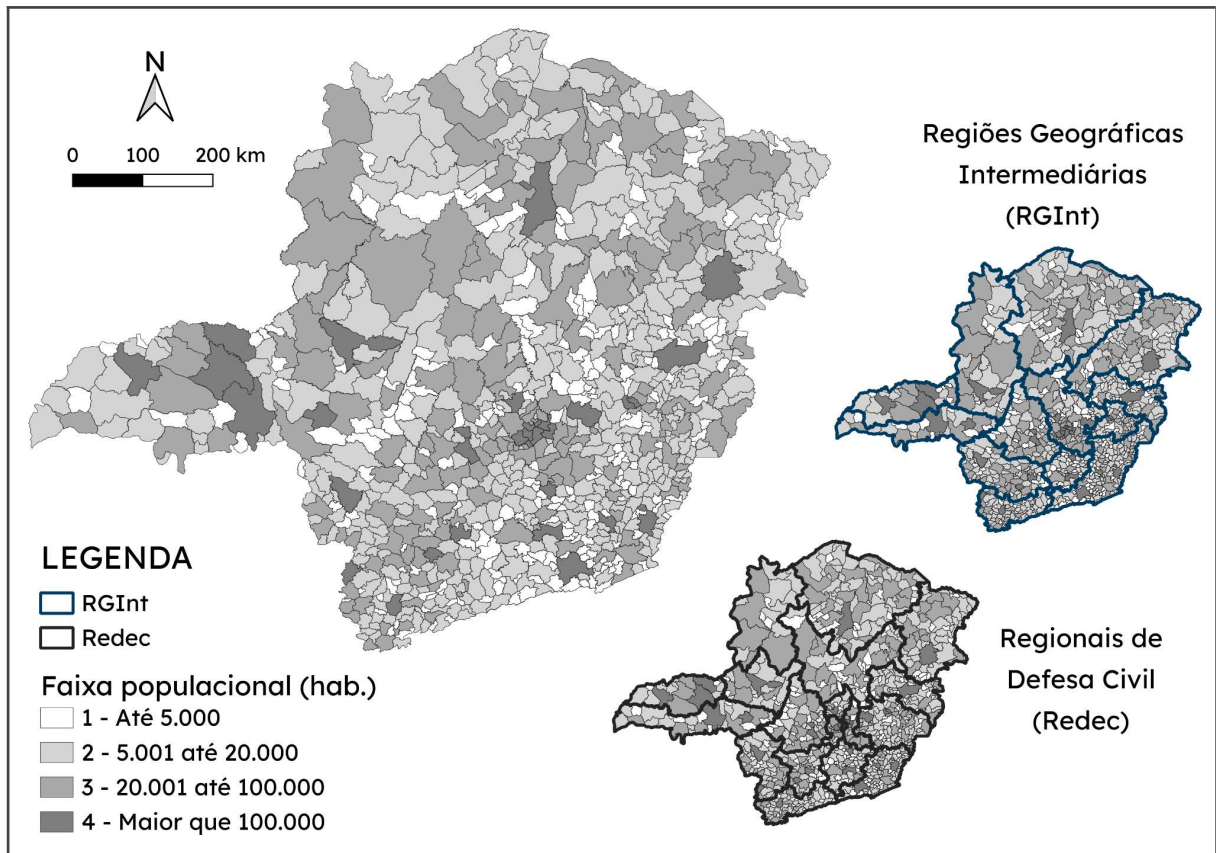 N
0 100 200 km
Regiões Geográficas
Intermediárias
(RGInt)
LEGENDA
RGInt
Redec
Faixa populacional (hab.)
1 - Até 5.000
2 - 5.001 até 20.000
3 - 20.001 até 100.000
4 - Maior que 100.000
Regionais de
Defesa Civil
(Redec)